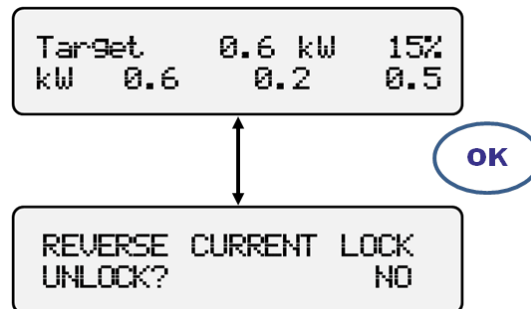 Target 0.6 kW 15%
kW 0.6 0.2 0.5
OK
REVERSE CURRENT LOCK
UNLOCK? NO